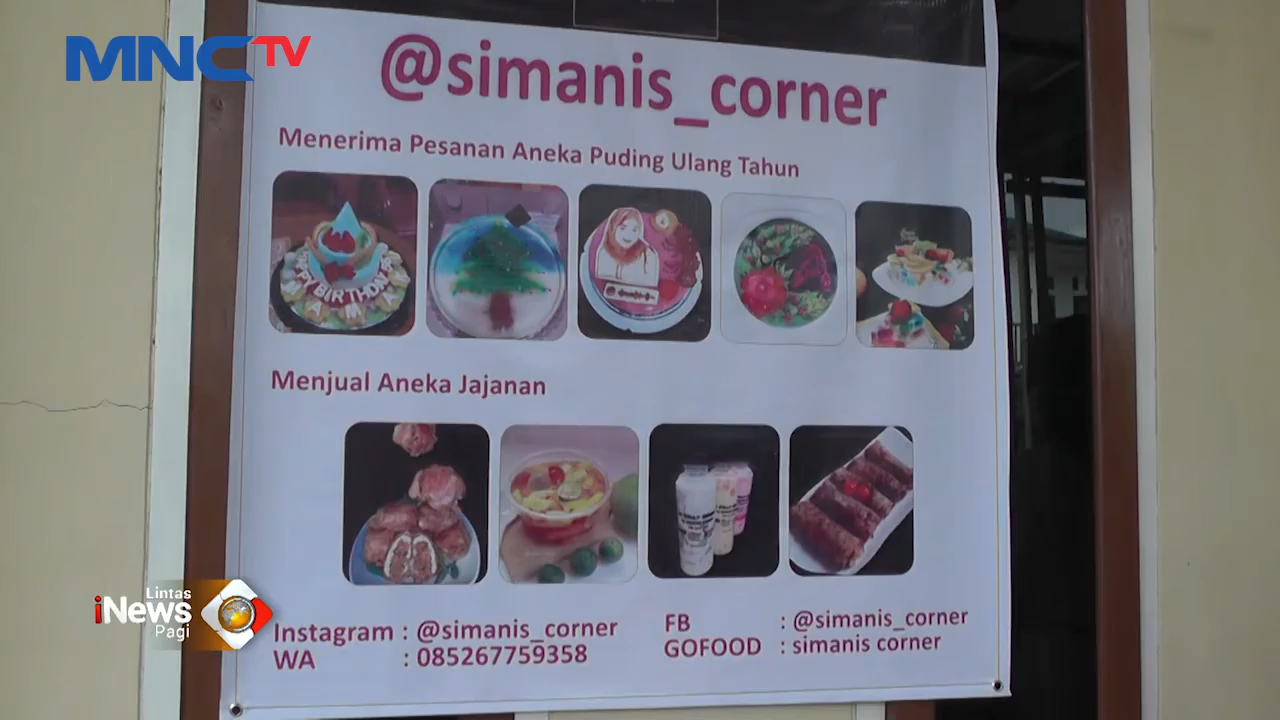 MNCTV
@simanis_corner
Menerima Pesanan Aneka Puding Ulang Tahun
Menjual Aneka Jajanan
Instagram : @simanis_corner
WA : 085267759358
FB : @simanis_corner
GOFOOD : simanis corner
Lintas
iNews
Pagi